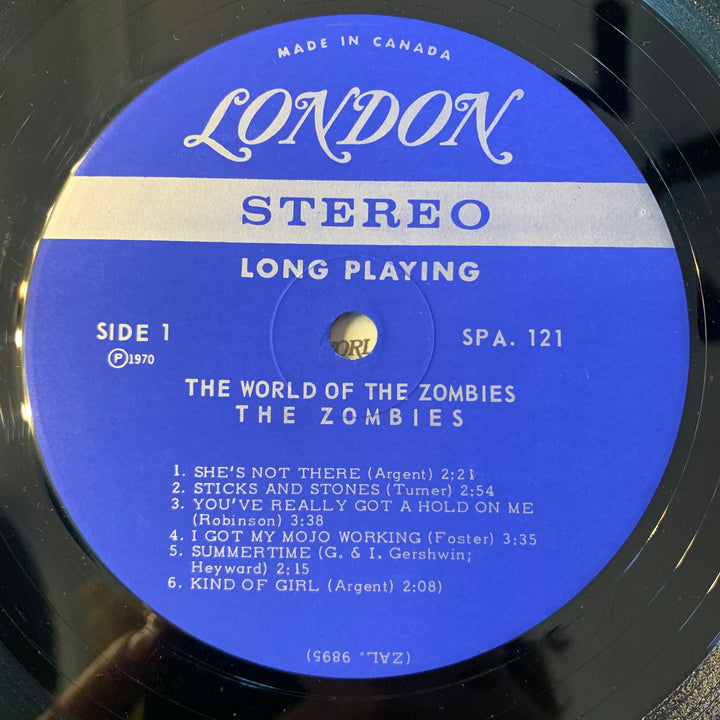 MADE IN CANADA
LONDON
STEREO
LONG PLAYING
SIDE 1
SPA. 121
Ⓟ1970
THE WORLD OF THE ZOMBIES
THE ZOMBIES
1. SHE'S NOT THERE (Argent) 2:21
2. STICKS AND STONES (Turner) 2:54
3. YOU'VE REALLY GOT A HOLD ON ME
(Robinson) 3:38
4. I GOT MY MOJO WORKING (Foster) 3:35
5. SUMMERTIME (G. & I. Gershwin;
Heyward) 2:15
6. KIND OF GIRL (Argent) 2:08)
(ZAL. 9895)